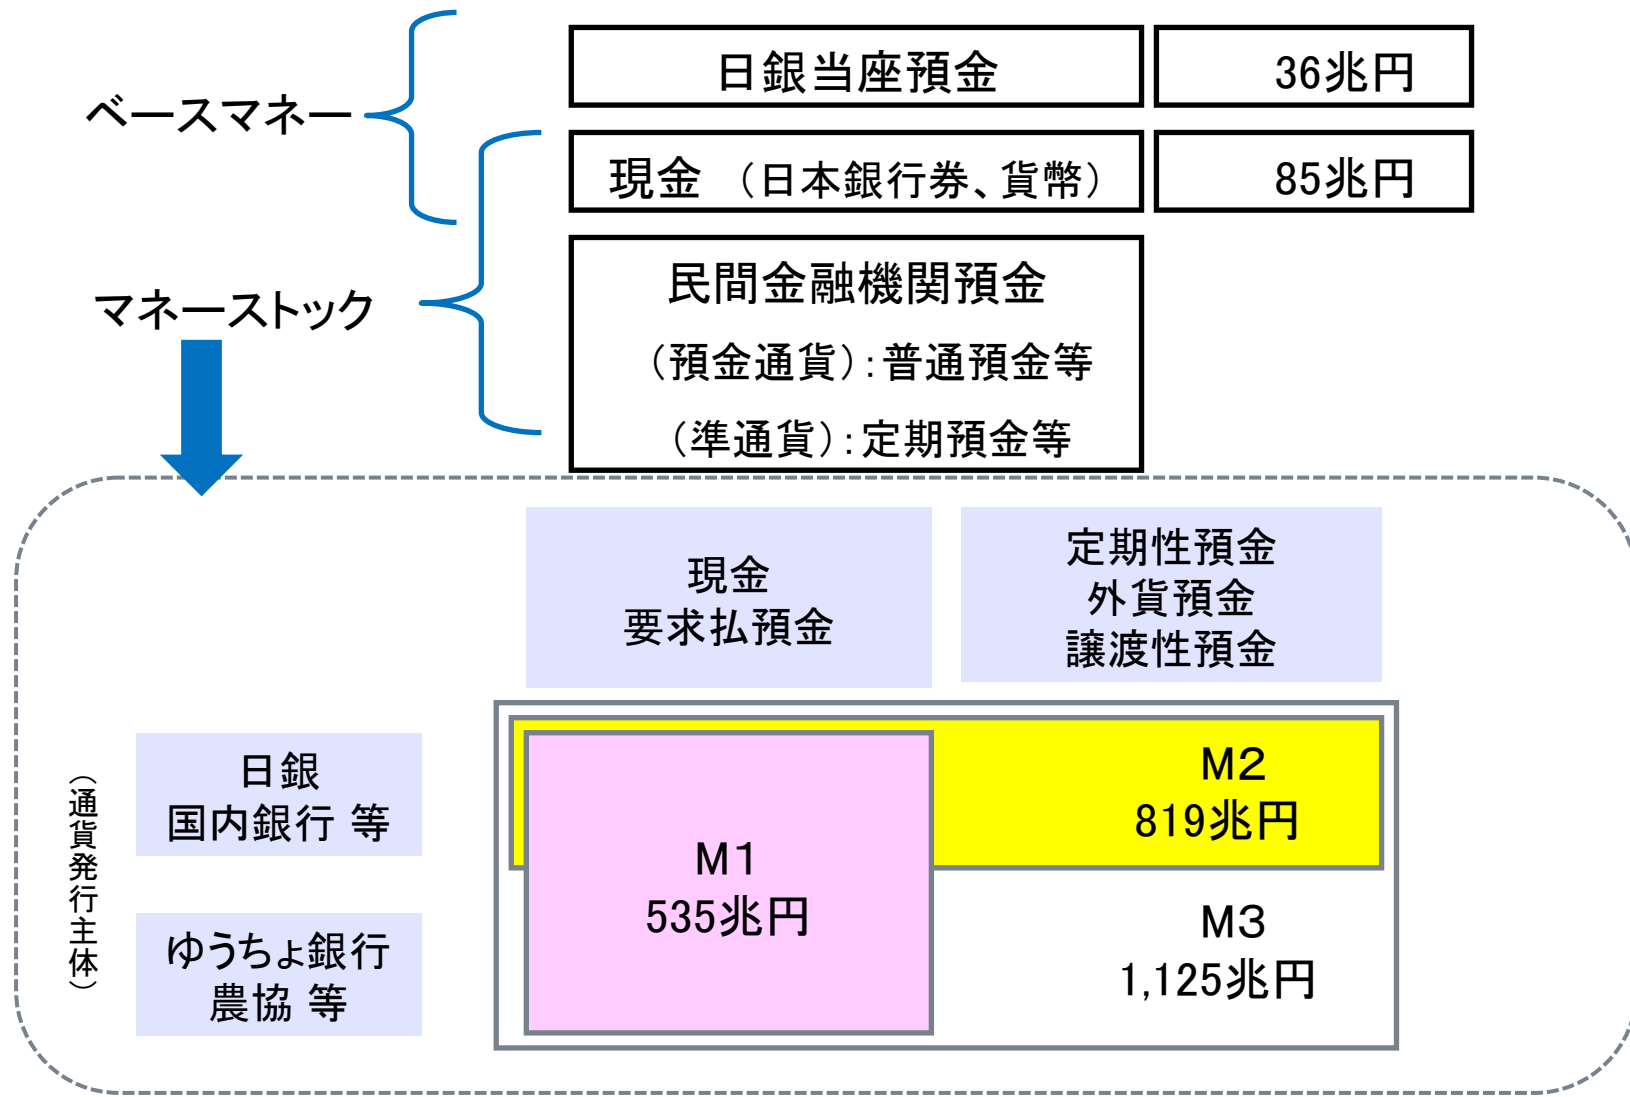 ベースマネー
日銀当座預金
36兆円
現金 (日本銀行券、貨幣)
85兆円
マネーストック
民間金融機関預金
(預金通貨):普通預金等
(準通貨):定期預金等
現金
要求払預金
定期性預金
外貨預金
譲渡性預金
(通貨発行主体)
日銀
国内銀行 等
ゆうちょ銀行
農協 等
M1
535兆円
M2
819兆円
M3
1,125兆円